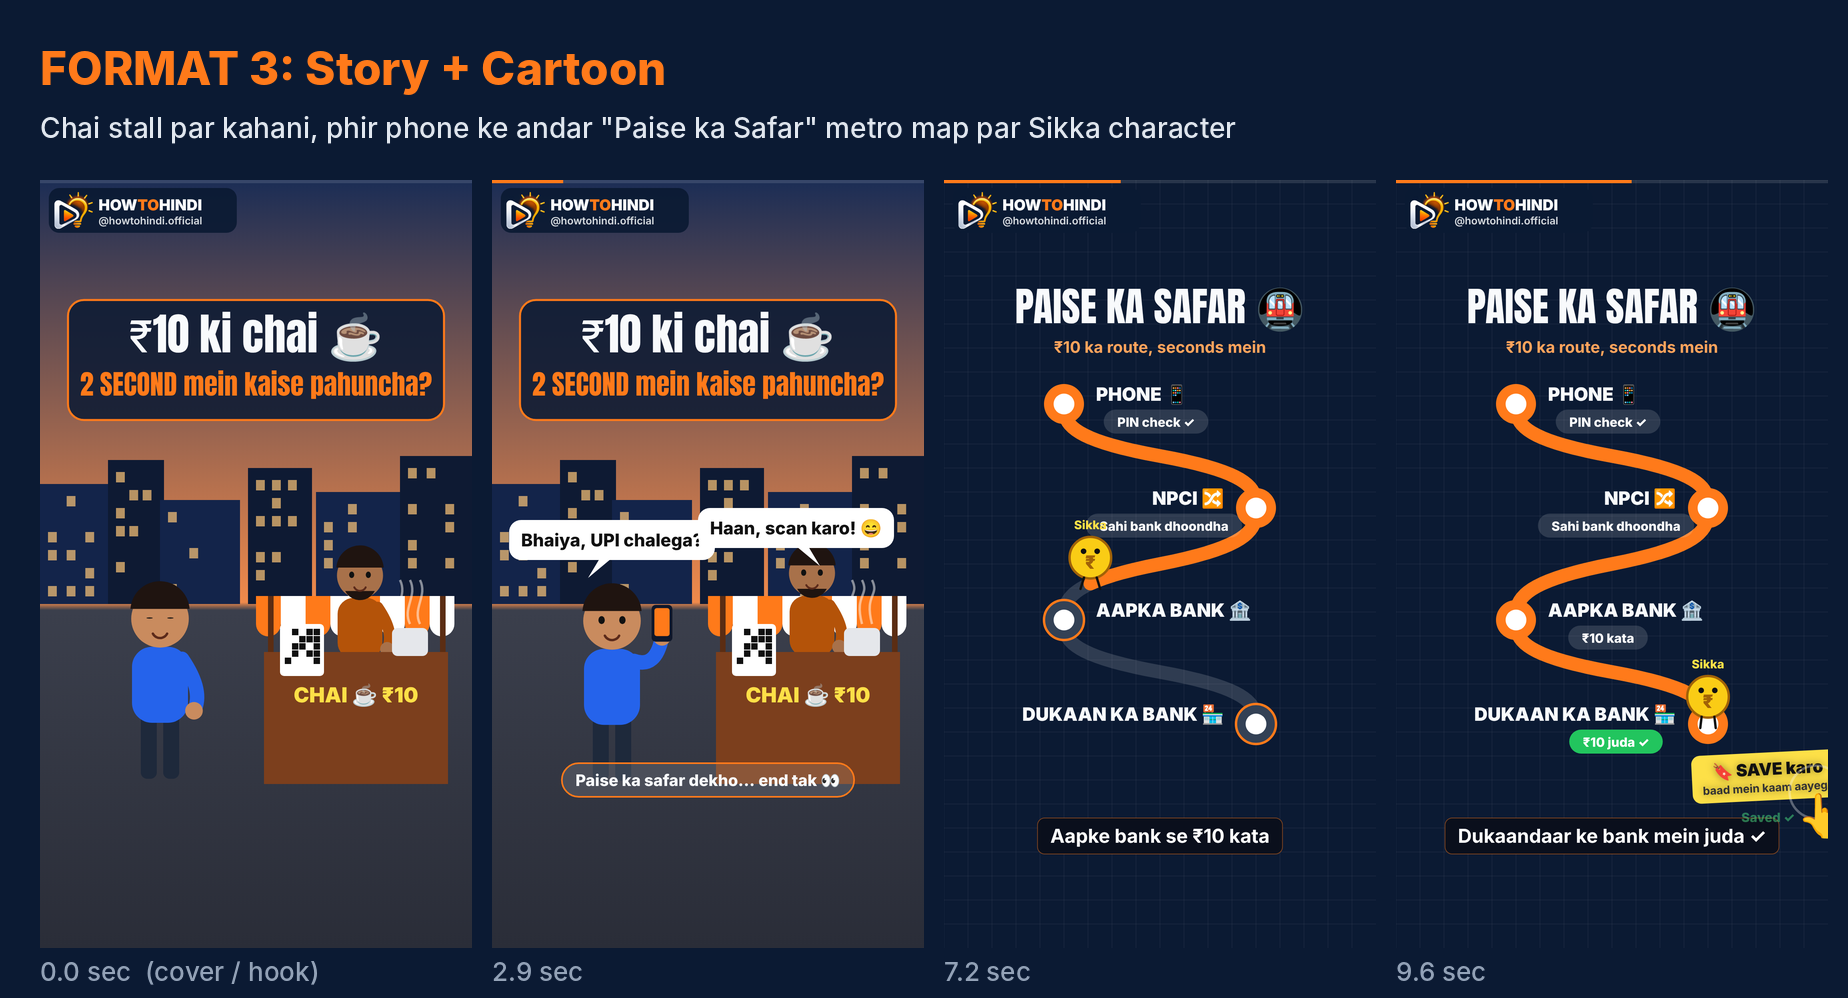 FORMAT 3: Story + Cartoon
Chai stall par kahani, phir phone ke andar "Paise ka Safar" metro map par Sikka character
HOWTOHINDI
@howtohindi.official
₹10 ki chai ☕
2 SECOND mein kaise pahuncha?
CHAI ☕ ₹10
0.0 sec (cover / hook)
HOWTOHINDI
@howtohindi.official
₹10 ki chai ☕
2 SECOND mein kaise pahuncha?
Bhaiya, UPI chalega?
Haan, scan karo! 😄
CHAI ☕ ₹10
Paise ka safar dekho... end tak 👀
2.9 sec
HOWTOHINDI
@howtohindi.official
PAISE KA SAFAR 🚇
₹10 ka route, seconds mein
PHONE 📱
PIN check ✓
NPCI 🔀
Sahi bank dhoondha
Sikka
₹
AAPKA BANK 🏦
DUKAAN KA BANK 🏪
Aapke bank se ₹10 kata
7.2 sec
HOWTOHINDI
@howtohindi.official
PAISE KA SAFAR 🚇
₹10 ka route, seconds mein
PHONE 📱
PIN check ✓
NPCI 🔀
Sahi bank dhoondha
AAPKA BANK 🏦
₹10 kata
Sikka
₹
DUKAAN KA BANK 🏪
₹10 juda ✓
🔖 SAVE karo
baad mein kaam aayeg
Saved ✓
Dukaandaar ke bank mein juda ✓
9.6 sec